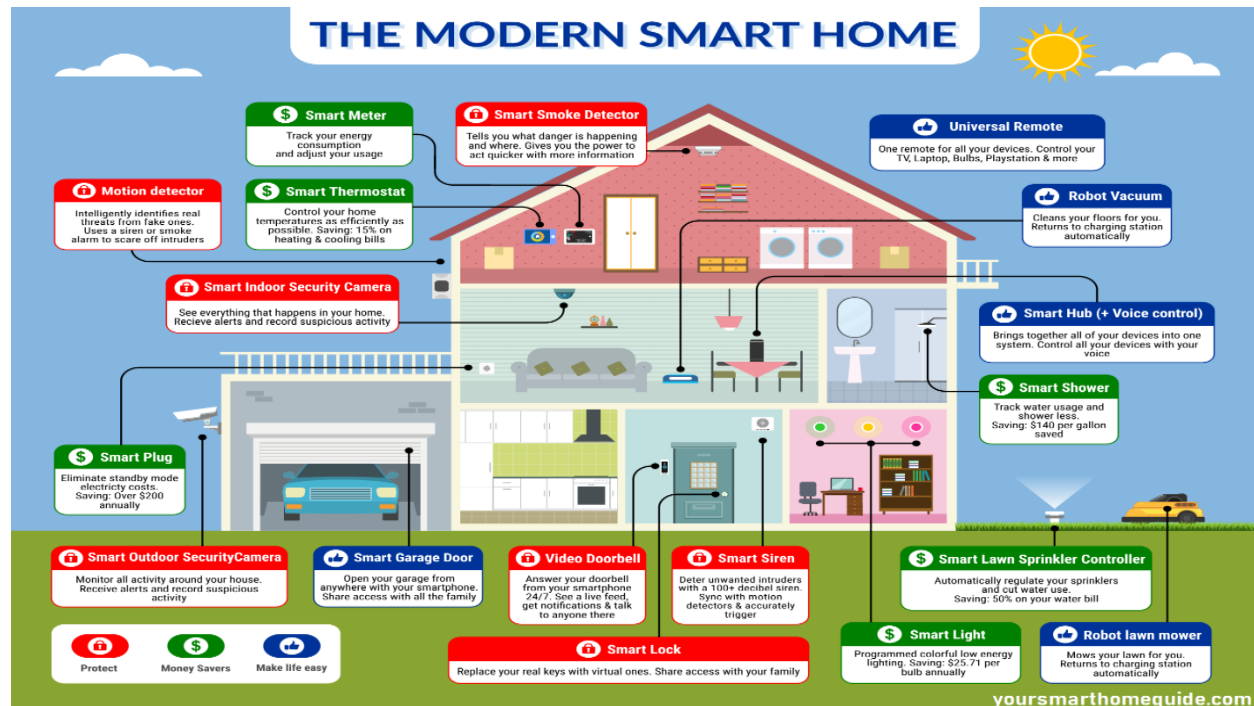 THE MODERN SMART HOME
Smart Meter
Track your energy
consumption
and adjust your usage
Smart Smoke Detector
Tells you what danger is happening
and where. Gives you the power to
act quicker with more information
Universal Remote
One remote for all your devices. Control your
TV, Laptop, Bulbs, Playstation & more
Motion detector
Intelligently identifies real
threats from fake ones.
Uses a siren or smoke
alarm to scare off intruders
Smart Thermostat
Control your home
temperatures as efficiently as
possible. Saving: 15% on
heating & cooling bills
Robot Vacuum
Cleans your floors for you.
Returns to charging station
automatically
Smart Indoor Security Camera
See everything that happens in your home.
Recieve alerts and record suspicious activity
Smart Hub (+ Voice control)
Brings together all of your devices into one
system. Control all your devices with your
voice
Smart Shower
Track water usage and
shower less.
Saving: $140 per gallon
saved
Smart Plug
Eliminate standby mode
electricty costs.
Saving: Over $200
annually
Smart Outdoor SecurityCamera
Monitor all activity around your house.
Receive alerts and record suspicious
activity
Smart Garage Door
Open your garage from
anywhere with your smartphone.
Share access with all the family
Video Doorbell
Answer your doorbell
from your smartphone
24/7. See a live feed,
get notifications & talk
to anyone there
Smart Siren
Deter unwanted intruders
with a 100+ decibel siren.
Sync with motion
detectors & accurately
trigger
Smart Lawn Sprinkler Controller
Automatically regulate your sprinklers
and cut water use.
Saving: 50% on your water bill
Smart Lock
Replace your real keys with virtual ones. Share access with your family
Smart Light
Programmed colorful low energy
lighting. Saving: $25.71 per
bulb annually
Robot lawn mower
Mows your lawn for you.
Returns to charging station
automatically
Protect
Money Savers
Make life easy
yoursmarthomeguide.com